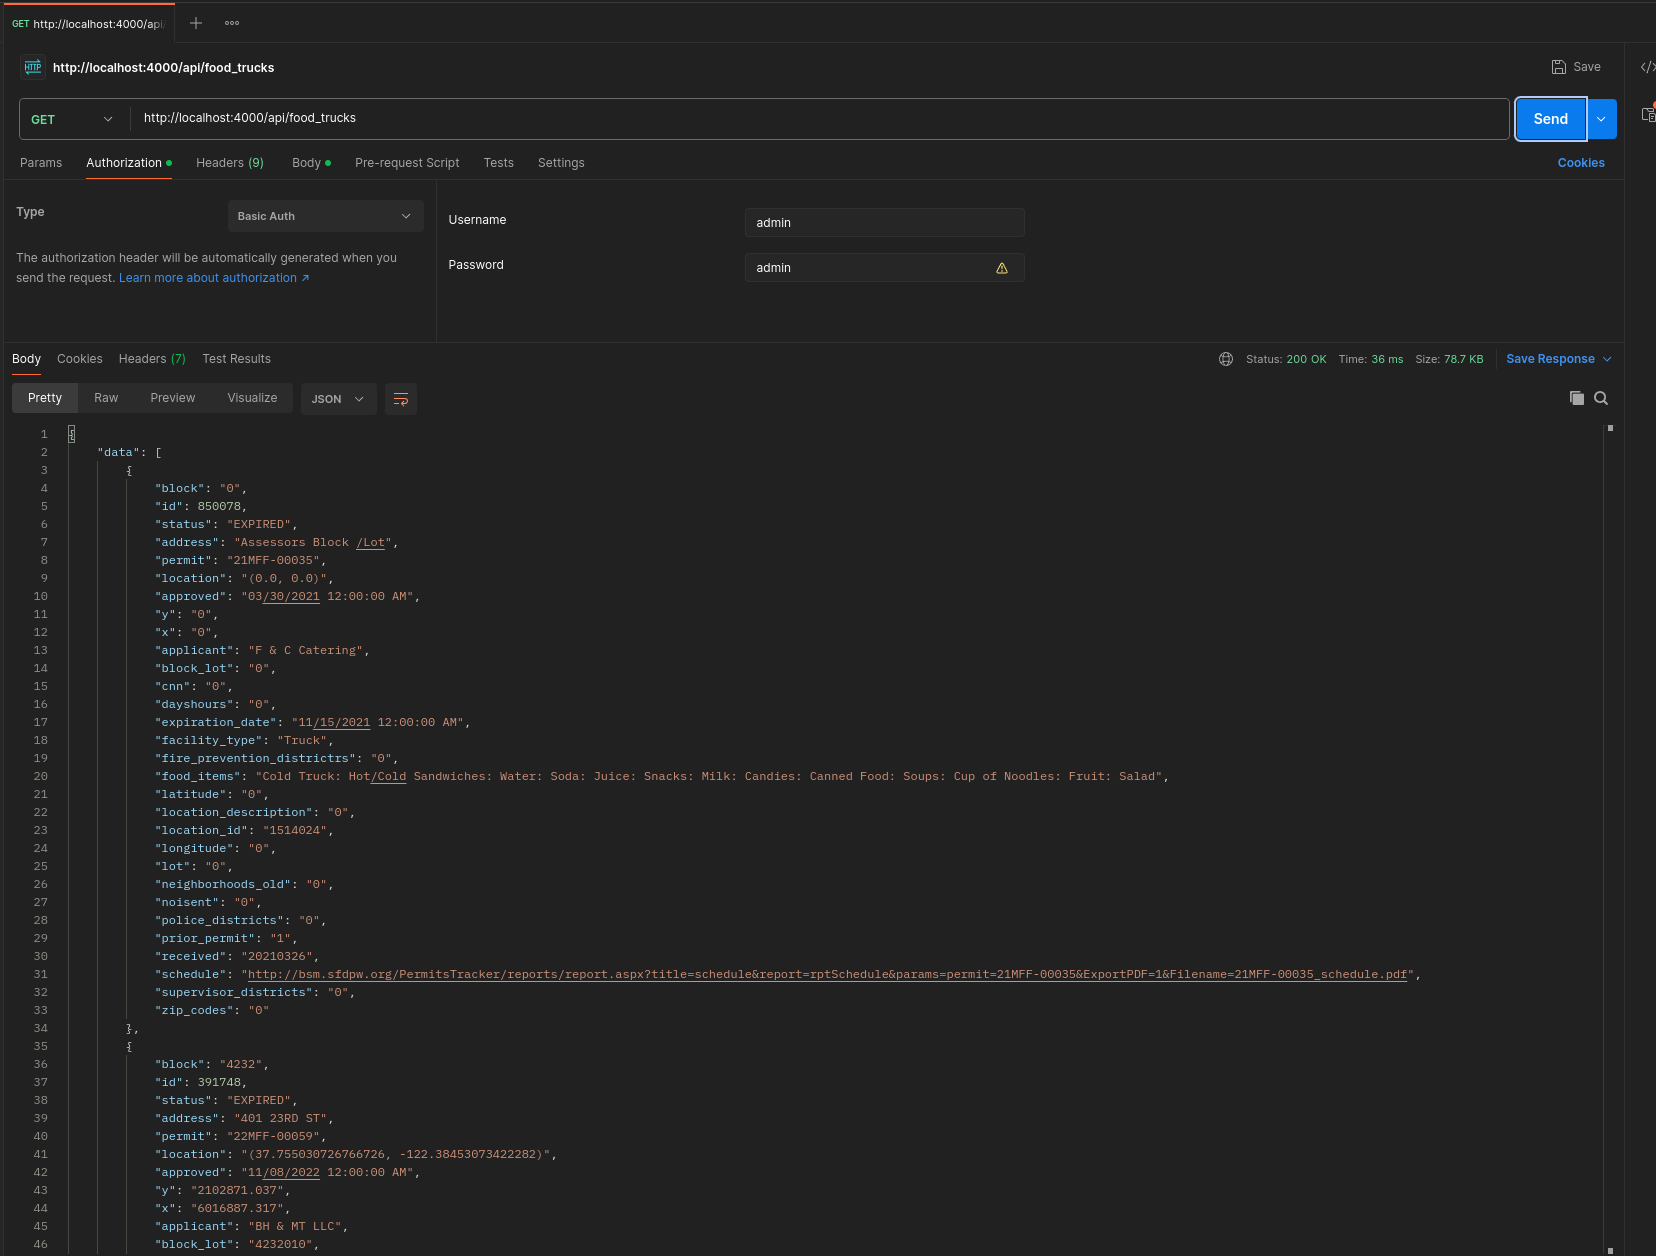 GET http://localhost:4000/api/
http://localhost:4000/api/food_trucks
Save
GET http://localhost:4000/api/food_trucks
Send
Params Authorization Headers (9) Body Pre-request Script Tests Settings Cookies
Type Basic Auth
The authorization header will be automatically generated when you
send the request. Learn more about authorization ↗
Username admin
Password admin
Body Cookies Headers (7) Test Results Status: 200 OK Time: 36 ms Size: 78.7 KB Save Response
Pretty Raw Preview Visualize JSON
1 {
2 "data": [
3 {
4 "block": "0",
5 "id": 850078,
6 "status": "EXPIRED",
7 "address": "Assessors Block /Lot",
8 "permit": "21MFF-00035",
9 "location": "(0.0, 0.0)",
10 "approved": "03/30/2021 12:00:00 AM",
11 "y": "0",
12 "x": "0",
13 "applicant": "F & C Catering",
14 "block_lot": "0",
15 "cnn": "0",
16 "dayshours": "0",
17 "expiration_date": "11/15/2021 12:00:00 AM",
18 "facility_type": "Truck",
19 "fire_prevention_districtrs": "0",
20 "food_items": "Cold Truck: Hot/Cold Sandwiches: Water: Soda: Juice: Snacks: Milk: Candies: Canned Food: Soups: Cup of Noodles: Fruit: Salad",
21 "latitude": "0",
22 "location_description": "0",
23 "location_id": "1514024",
24 "longitude": "0",
25 "lot": "0",
26 "neighborhoods_old": "0",
27 "noisent": "0",
28 "police_districts": "0",
29 "prior_permit": "1",
30 "received": "20210326",
31 "schedule": "http://bsm.sfdpw.org/PermitsTracker/reports/report.aspx?title=schedule&report=rptSchedule&params=permit=21MFF-00035&ExportPDF=1&Filename=21MFF-00035_schedule.pdf",
32 "supervisor_districts": "0",
33 "zip_codes": "0"
34 },
35 {
36 "block": "4232",
37 "id": 391748,
38 "status": "EXPIRED",
39 "address": "401 23RD ST",
40 "permit": "22MFF-00059",
41 "location": "(37.755030726766726, -122.38453073422282)",
42 "approved": "11/08/2022 12:00:00 AM",
43 "y": "2102871.037",
44 "x": "6016887.317",
45 "applicant": "BH & MT LLC",
46 "block_lot": "4232010",